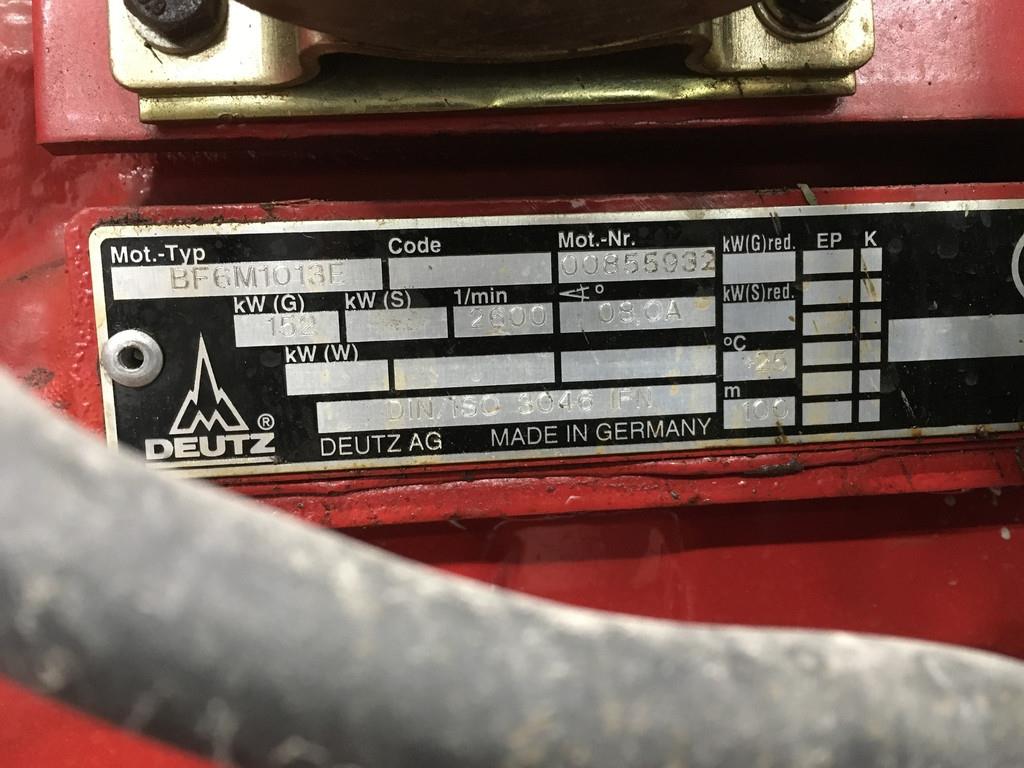 Mot.-Typ Code Mot.-Nr. kW(G)red. EP K
BF6M1013E 00855932
kW (G) kW (S) 1/min ∢° kW(S)red.
152 2600 08,0A
kW (W) °C
+25
m
DIN/ISO 3046 IFN 100
DEUTZ® DEUTZ AG MADE IN GERMANY